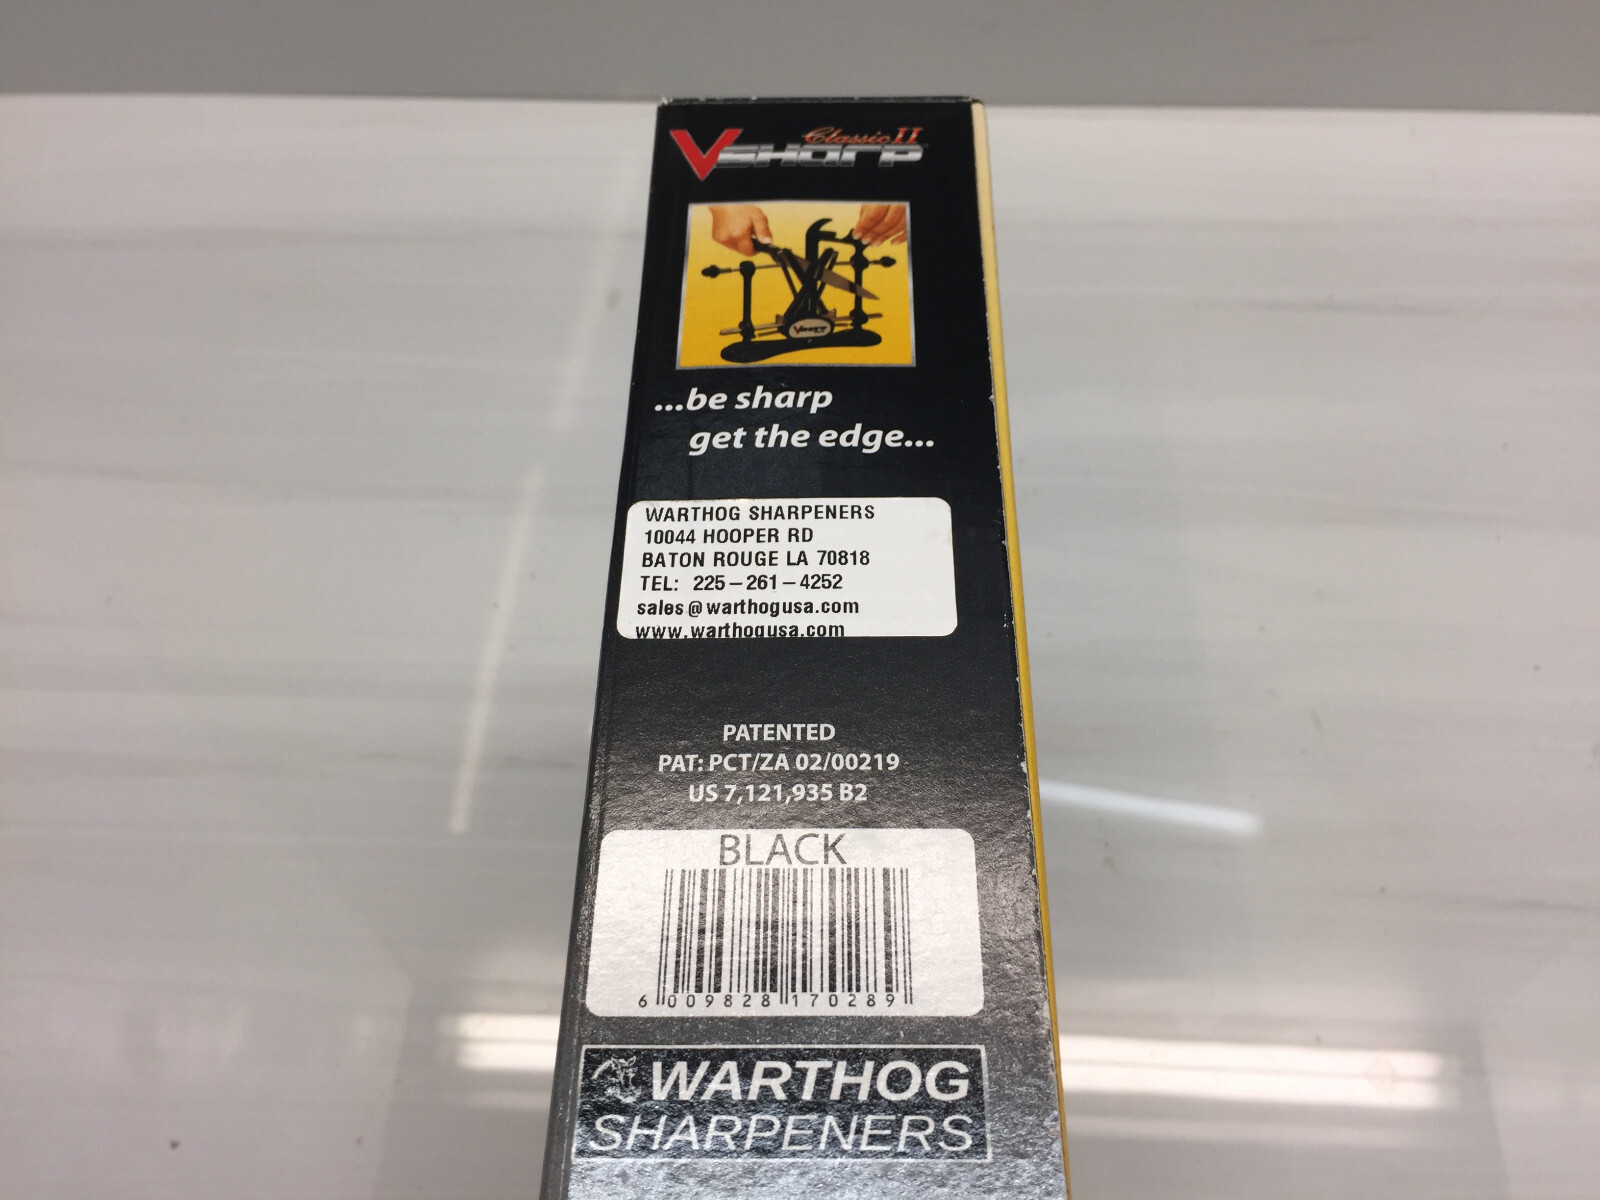 Classic II
Vsharp
Vsharp
...be sharp
get the edge...
WARTHOG SHARPENERS
10044 HOOPER RD
BATON ROUGE LA 70818
TEL: 225-261-4252
sales@warthogusa.com
www.warthogusa.com
PATENTED
PAT: PCT/ZA 02/00219
US 7,121,935 B2
BLACK
6 009828 170289
WARTHOG
SHARPENERS